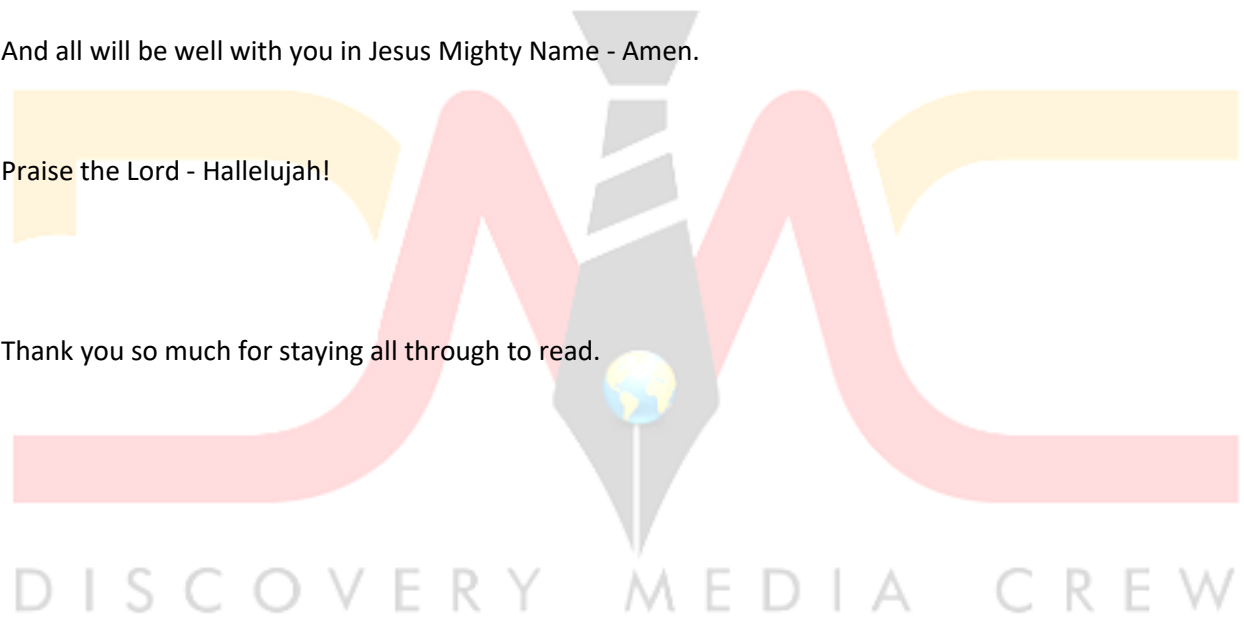 And all will be well with you in Jesus Mighty Name - Amen.
Praise the Lord - Hallelujah!
Thank you so much for staying all through to read.
DMC
DISCOVERY MEDIA CREW